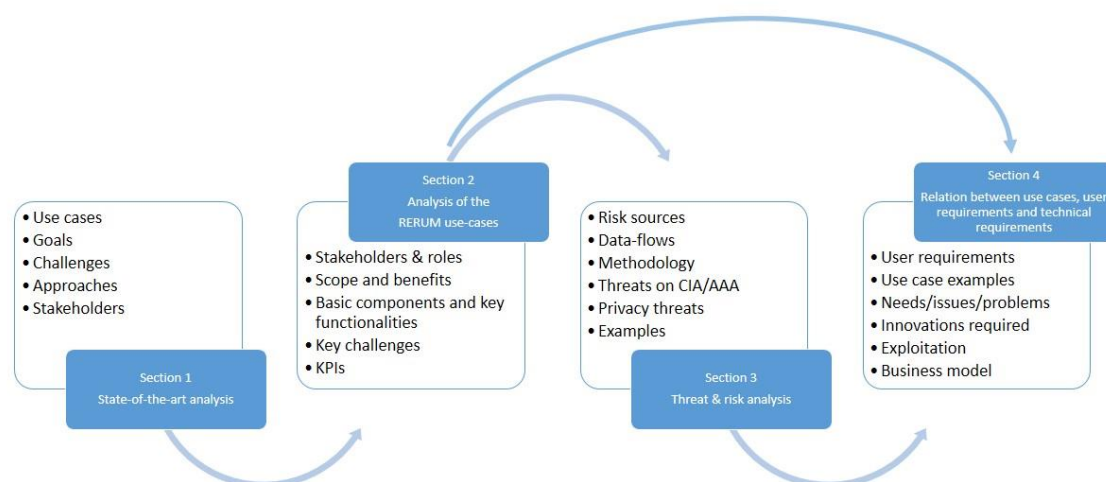 • Use cases
• Goals
• Challenges
• Approaches
• Stakeholders
Section 1
State-of-the-art analysis
Section 2
Analysis of the
RERUM use-cases
• Stakeholders & roles
• Scope and benefits
• Basic components and key
functionalities
• Key challenges
• KPIs
• Risk sources
• Data-flows
• Methodology
• Threats on CIA/AAA
• Privacy threats
• Examples
Section 3
Threat & risk analysis
Section 4
Relation between use cases, user
requirements and technical
requirements
• User requirements
• Use case examples
• Needs/issues/problems
• Innovations required
• Exploitation
• Business model